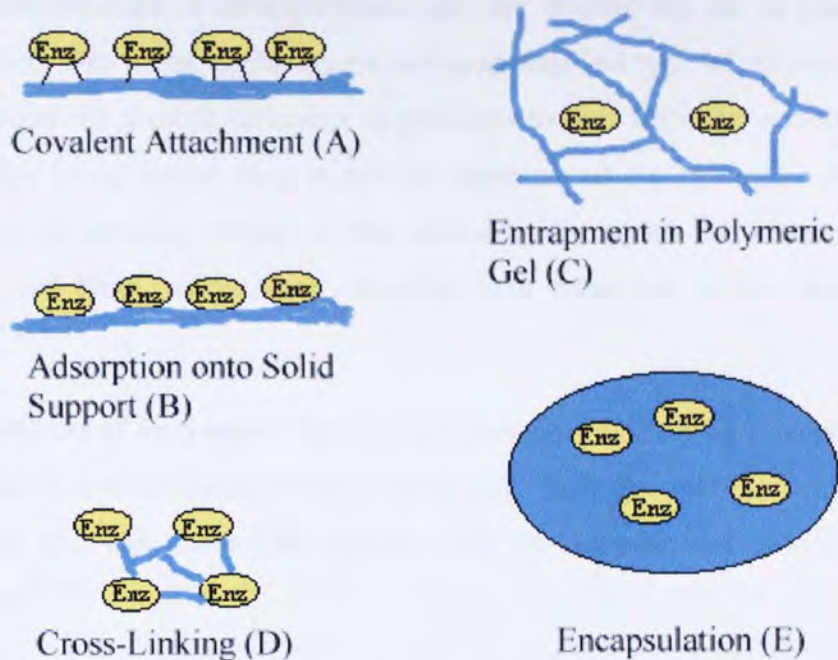 Enz Enz Enz Enz
Covalent Attachment (A)
Enz Enz
Entrapment in Polymeric
Gel (C)
Enz Enz Enz Enz
Adsorption onto Solid
Support (B)
Enz Enz
Enz Enz
Cross-Linking (D)
Enz Enz
Enz Enz
Encapsulation (E)